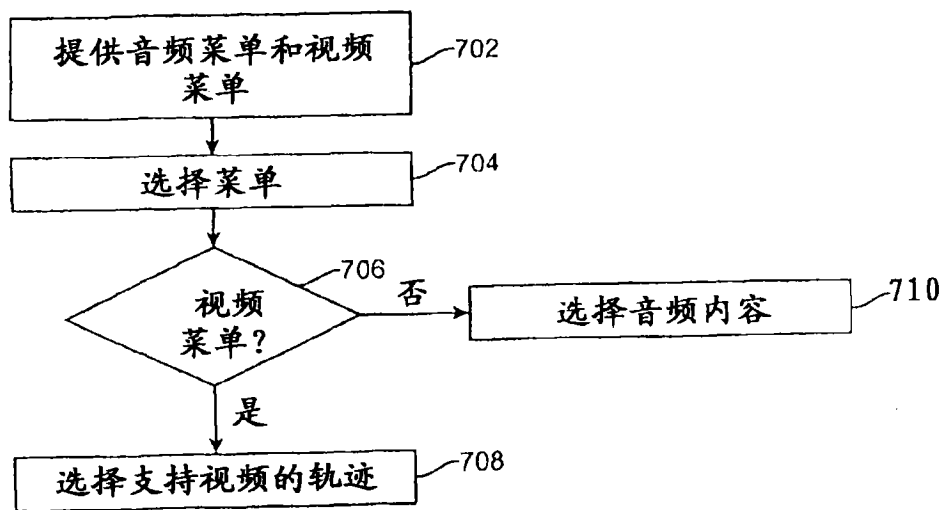 提供音频菜单和视频
菜单
702
选择菜单
704
视频
菜单?
706
否
选择音频内容
710
是
选择支持视频的轨迹
708